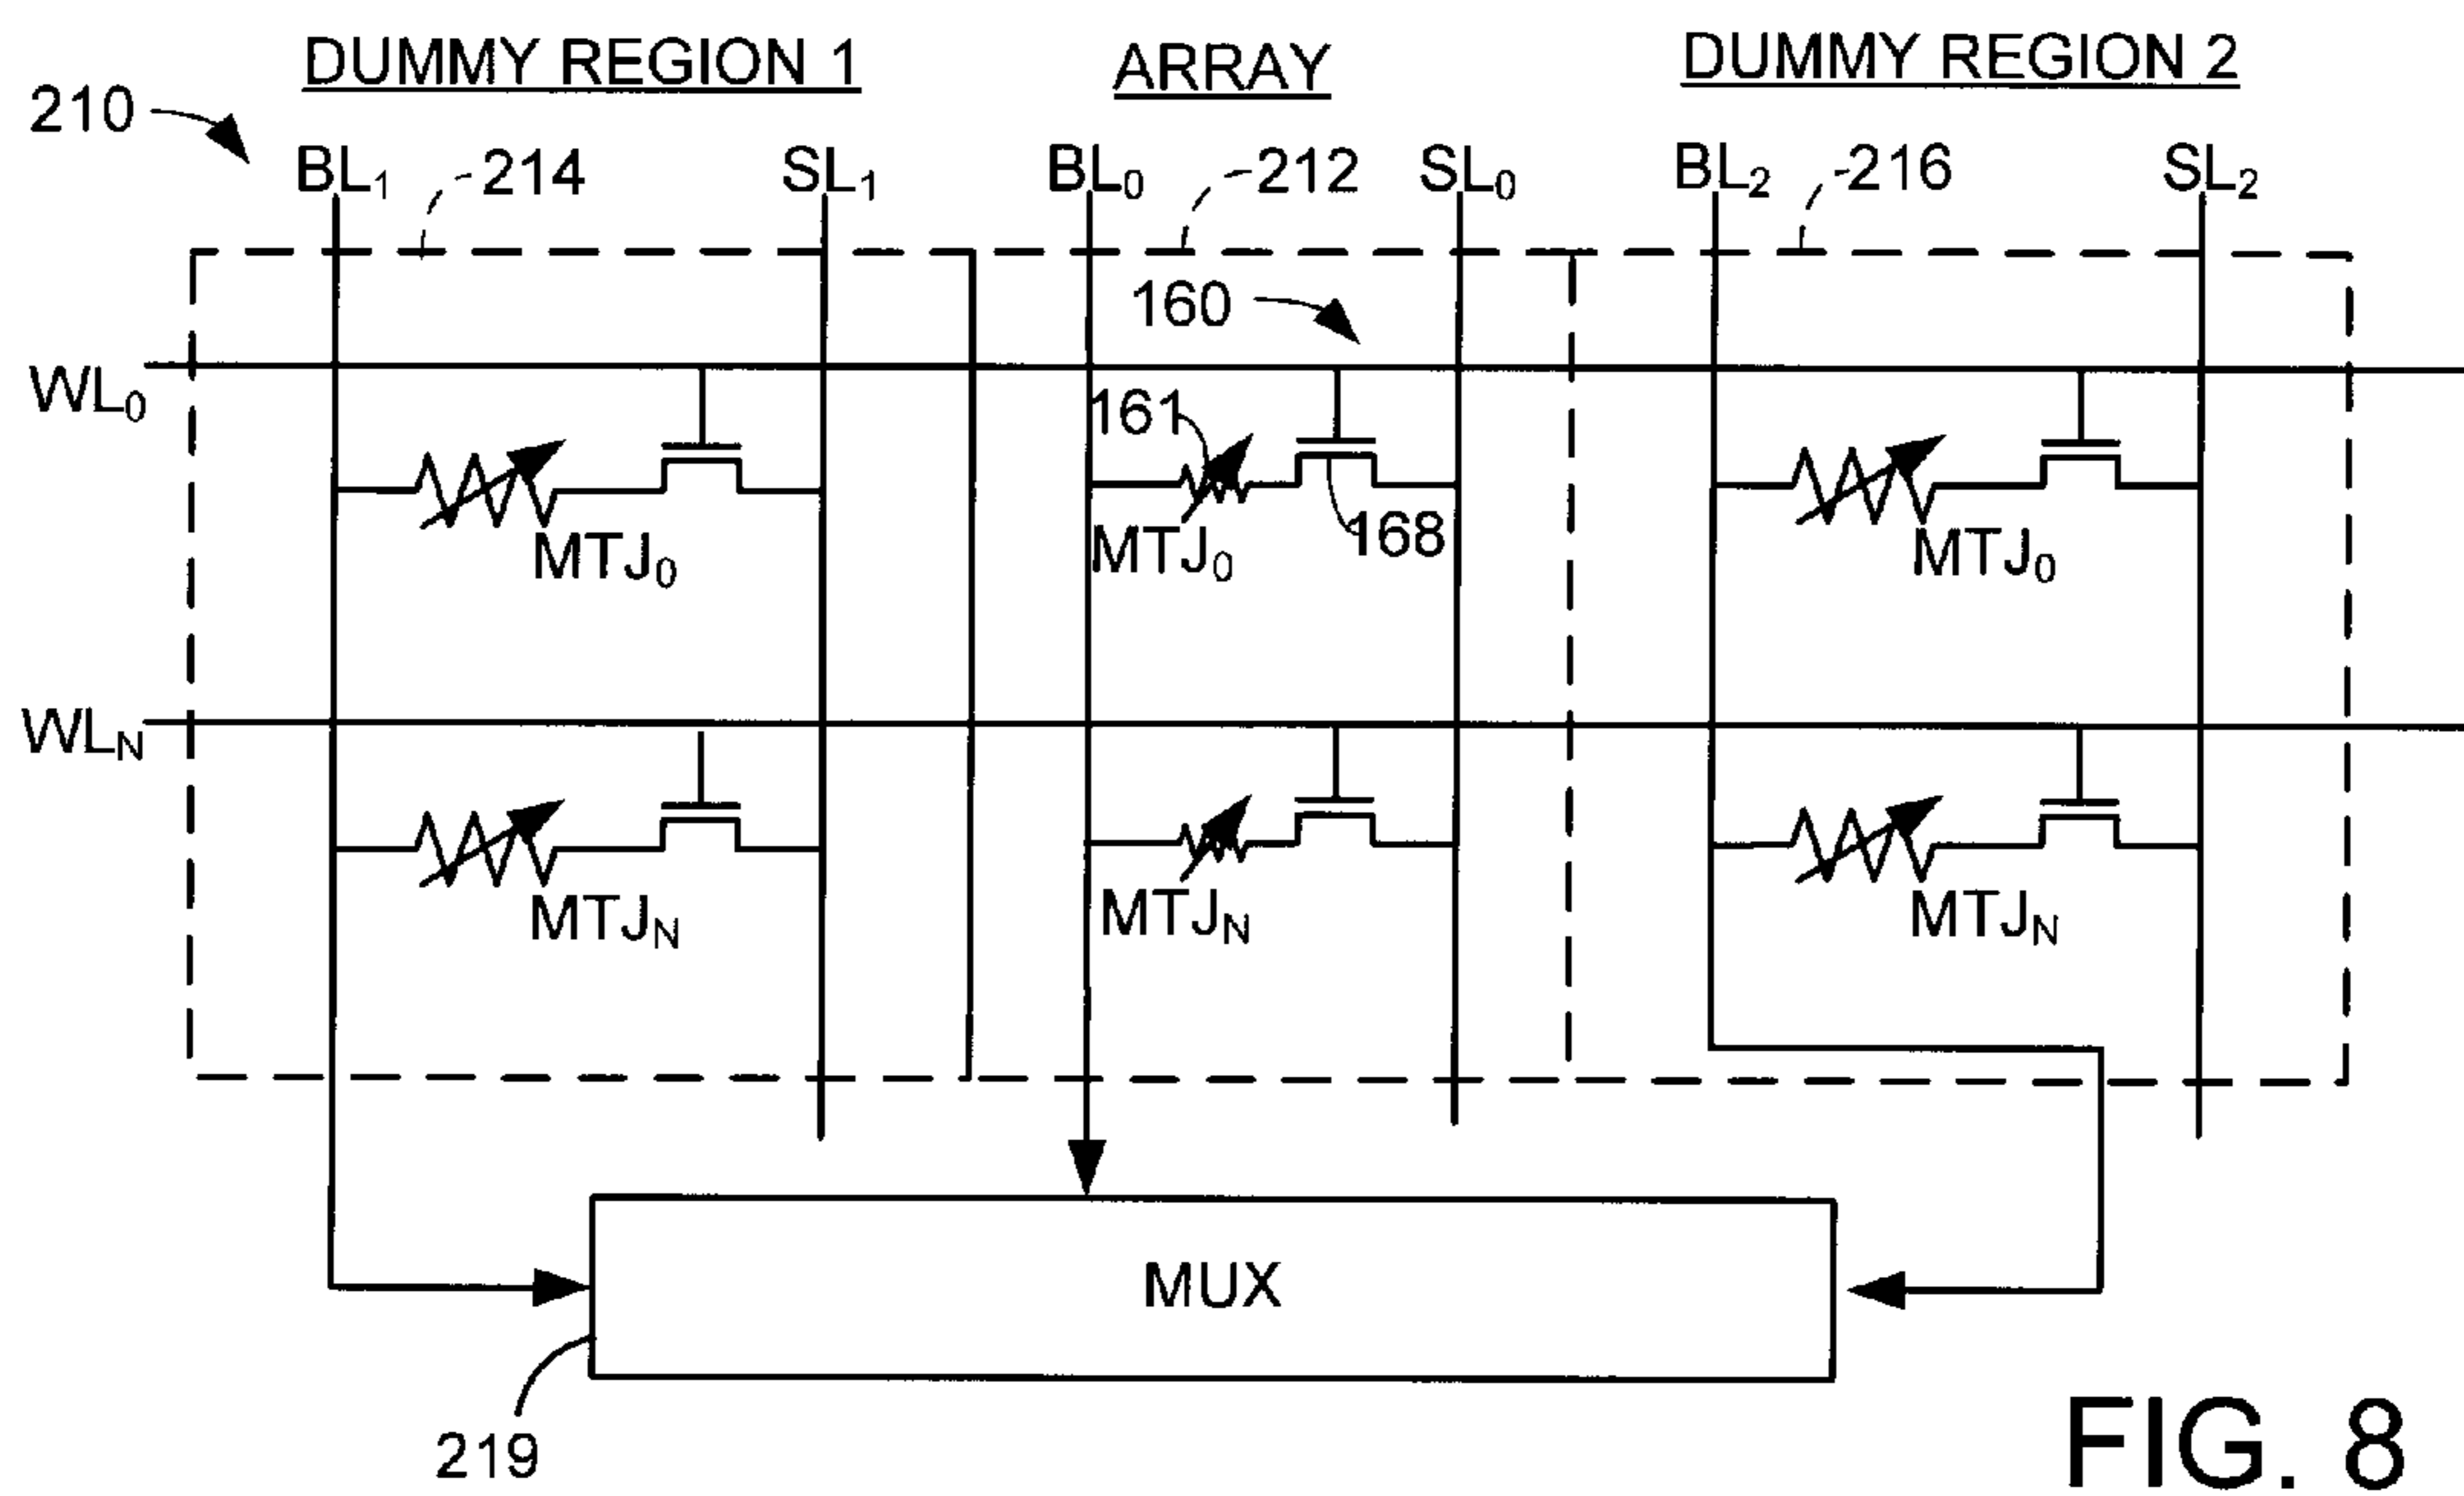 DUMMY REGION 1 ARRAY DUMMY REGION 2
210
BL1 214 SL1 BL0 212 SL0 BL2 216 SL2
160
WL0
161
168
MTJ0 MTJ0 MTJ0
WLN
MTJN MTJN MTJN
MUX
219
FIG. 8